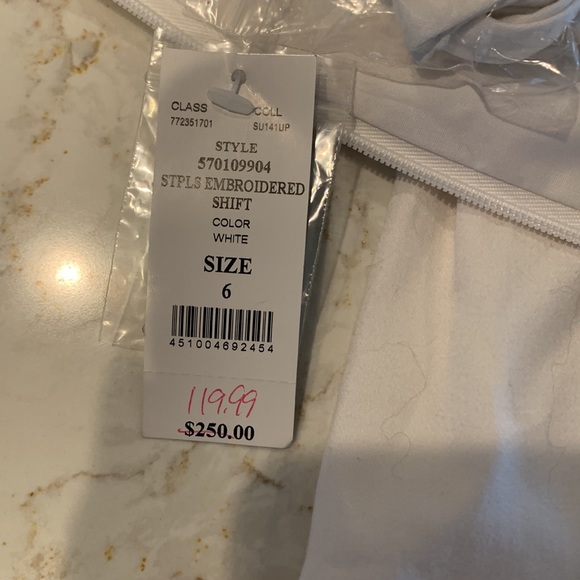 CLASS COLL
772351701 SU141UP
STYLE
570109904
STPLS EMBROIDERED
SHIFT
COLOR
WHITE
SIZE
6
451004692454
119.99
$250.00